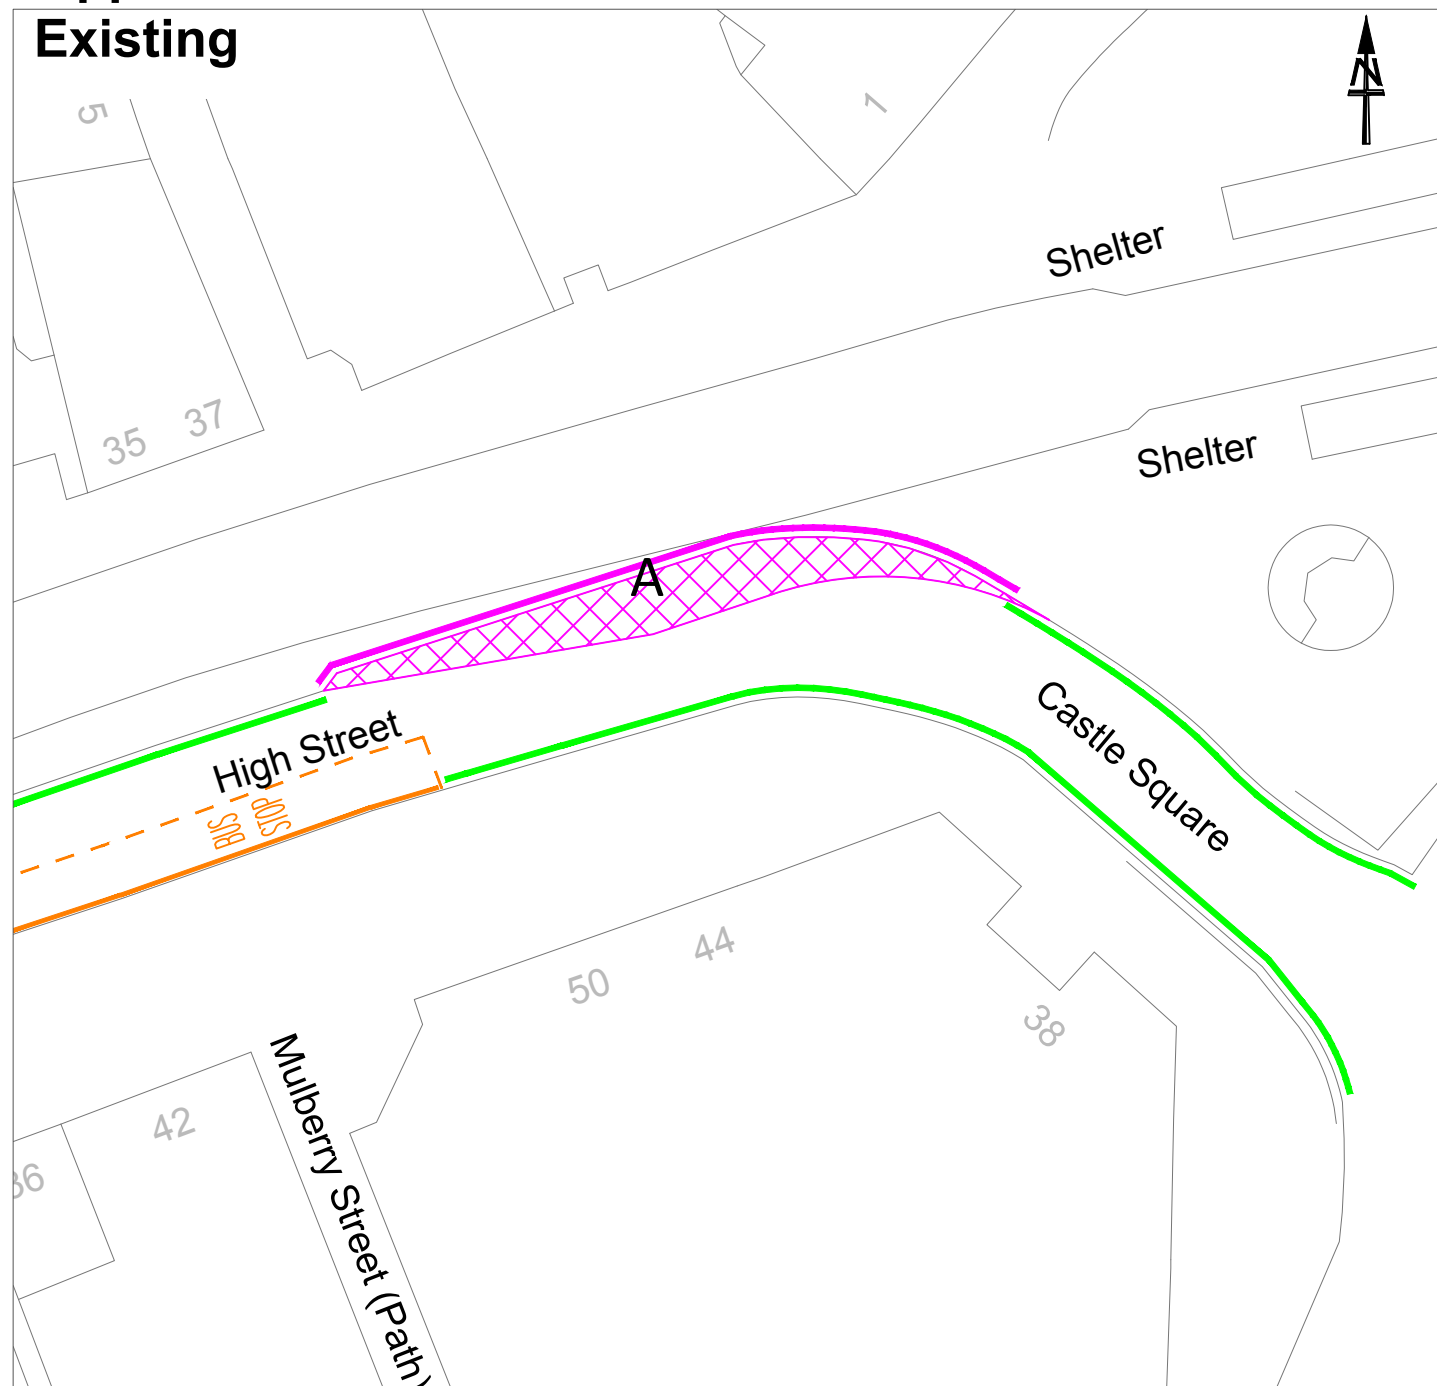 Existing
N
5
1
Shelter
35
37
Shelter
A
High Street
BUS
STOP
Castle Square
50
44
38
Mulberry Street (Path)
42